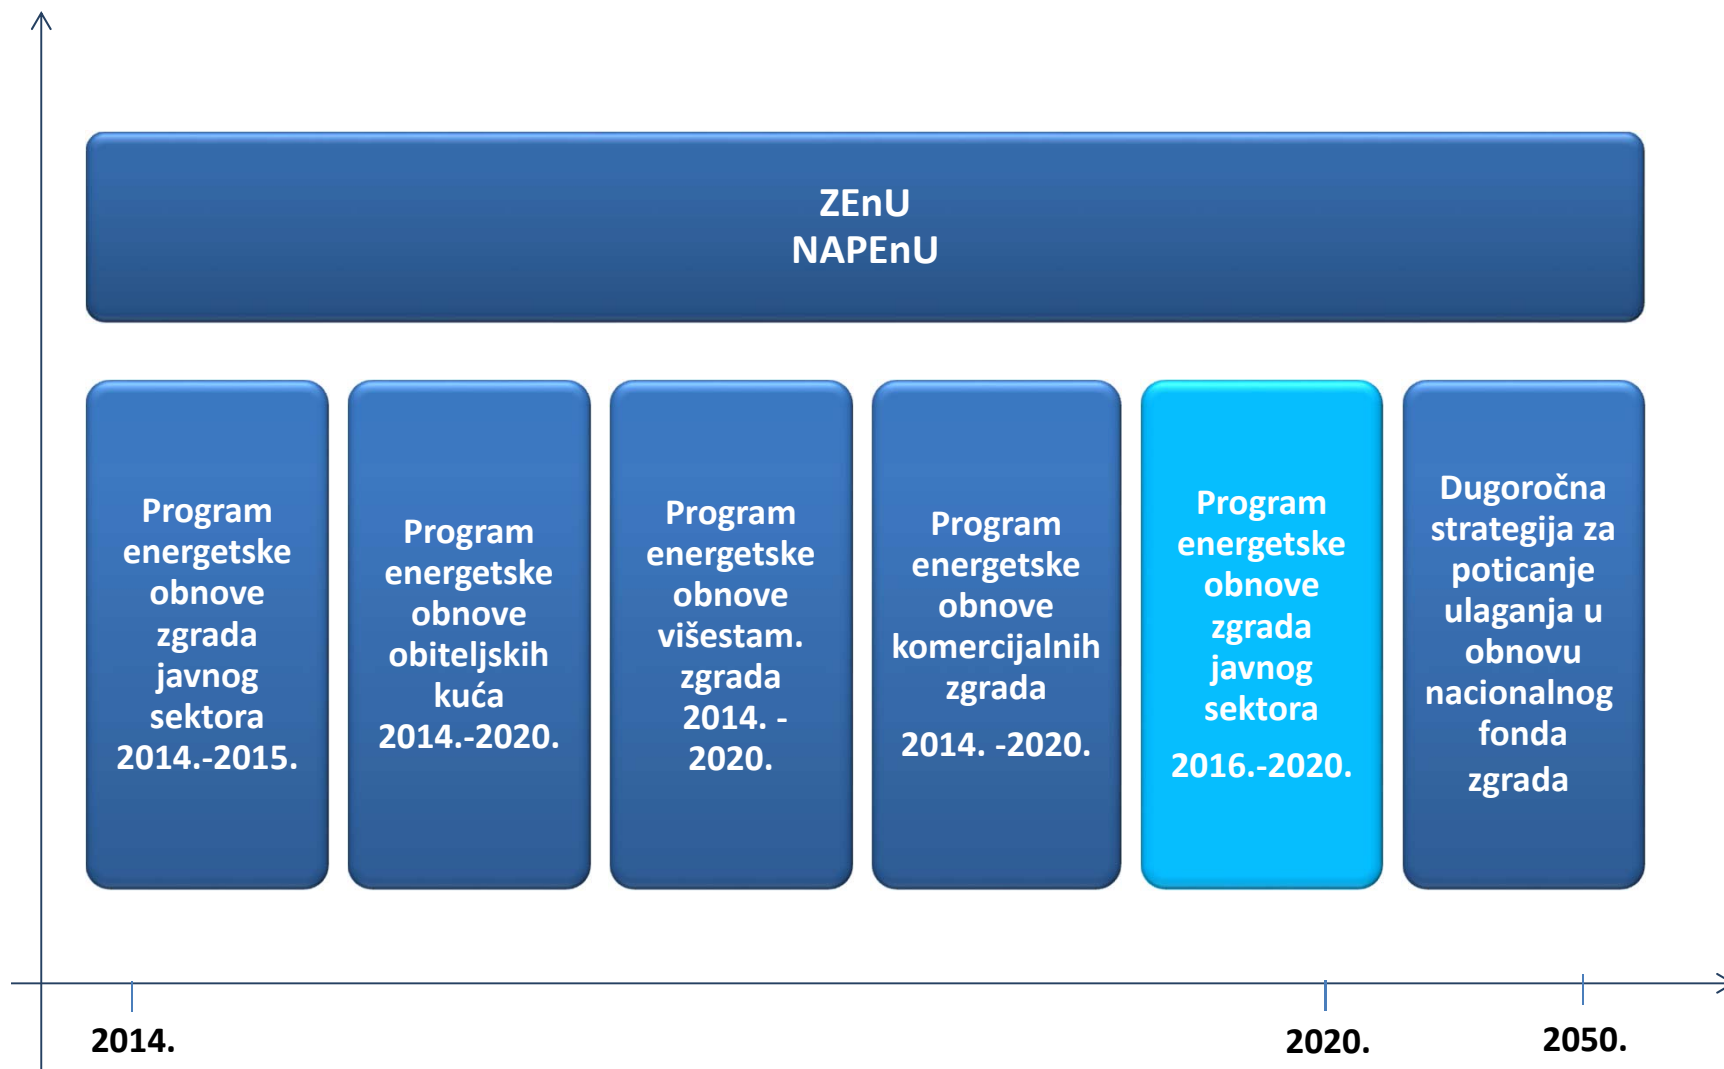 ZEnU
NAPEnU
Program
energetske
obnove
zgrada
javnog
sektora
2014.-2015.
Program
energetske
obnove
obiteljskih
kuća
2014.-2020.
Program
energetske
obnove
višestam.
zgrada
2014. -
2020.
Program
energetske
obnove
komercijalnih
zgrada
2014. -2020.
Program
energetske
obnove
zgrada
javnog
sektora
2016.-2020.
Dugoročna
strategija za
poticanje
ulaganja u
obnovu
nacionalnog
fonda
zgrada
2014.
2020.
2050.